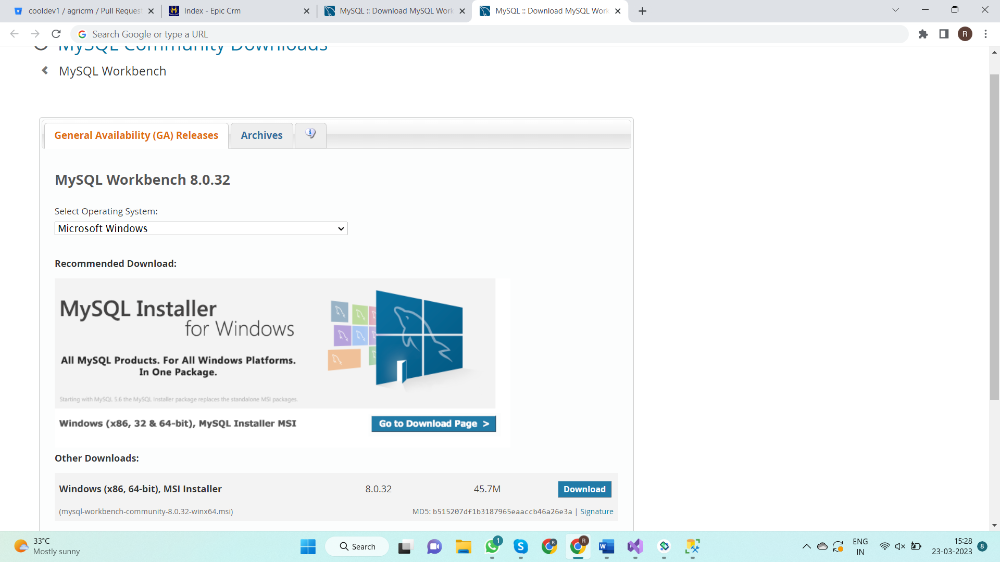 cooldev1 / agricrm / Pull Request
Index - Epic Crm
MySQL :: Download MySQL Work
MySQL :: Download MySQL Work
Search Google or type a URL
R
MySQL Community Downloads
MySQL Workbench
General Availability (GA) Releases
Archives
MySQL Workbench 8.0.32
Select Operating System:
Microsoft Windows
Recommended Download:
MySQL Installer
for Windows
All MySQL Products. For All Windows Platforms.
In One Package.
Starting with MySQL 5.6 the MySQL Installer package replaces the standalone MSI packages.
Windows (x86, 32 & 64-bit), MySQL Installer MSI
Go to Download Page >
Other Downloads:
Windows (x86, 64-bit), MSI Installer
8.0.32
45.7M
Download
(mysql-workbench-community-8.0.32-winx64.msi)
MD5: b515207df1b3187965eaaccb46a26e3a | Signature
33°C
Mostly sunny
Search
1
R
R
ENG
IN
15:28
23-03-2023
8